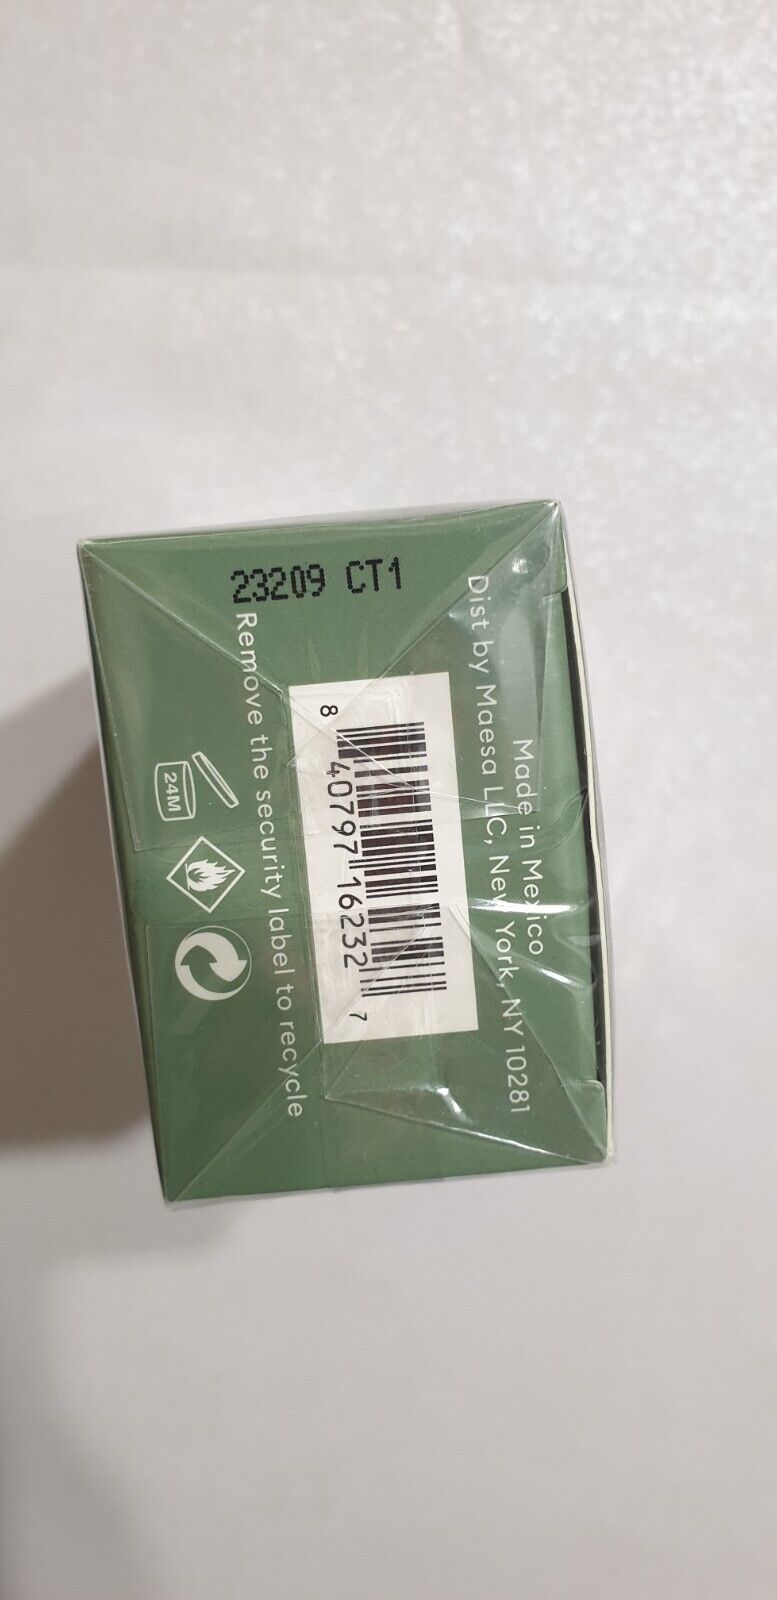 23209 CT1
Made in Mexico
Dist by Maesa LLC, New York, NY 10281
8 40797 16232 7
Remove the security label to recycle
24M